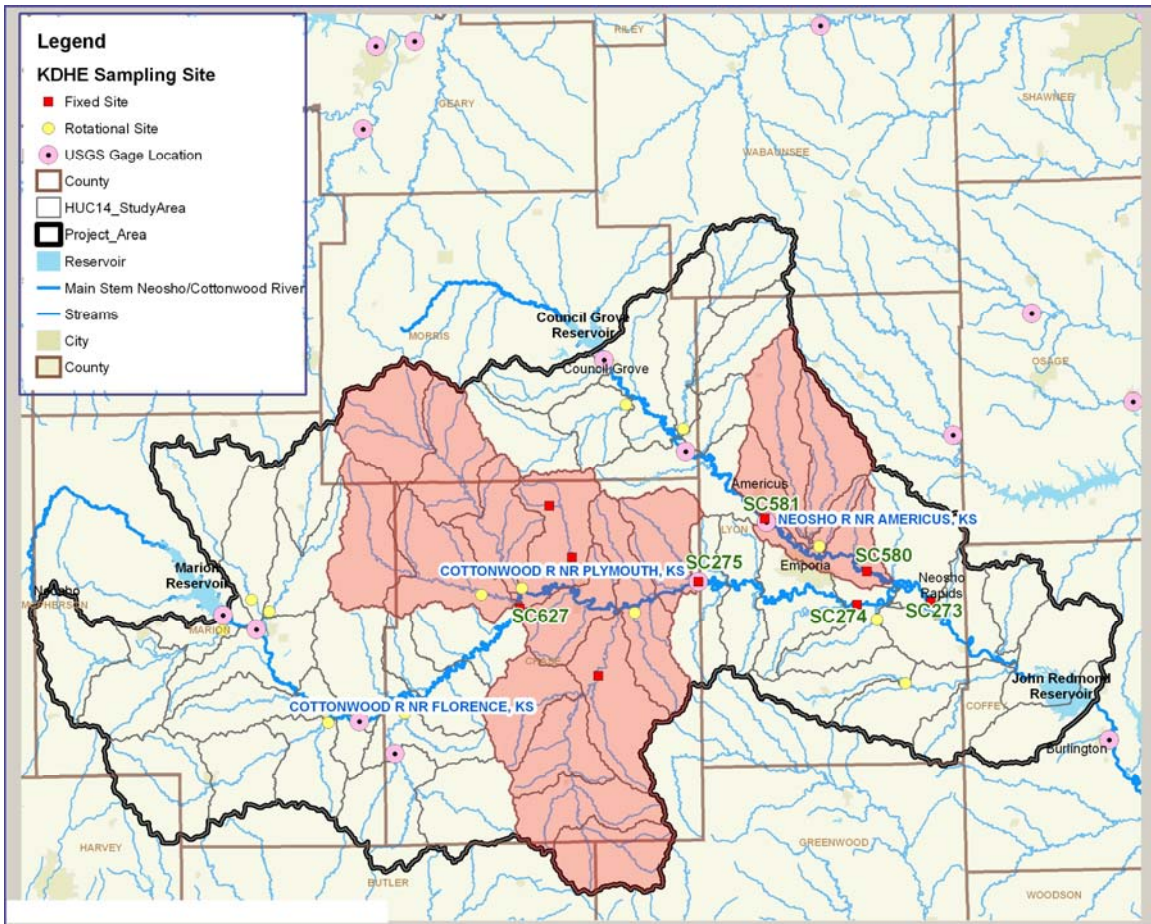 Legend
KDHE Sampling Site
Fixed Site
Rotational Site
USGS Gage Location
County
HUC14_StudyArea
Project_Area
Reservoir
Main Stem Neosho/Cottonwood River
Streams
City
County
RILEY
GEARY
SHAWNEE
WABAUNSEE
MORRIS
Council Grove
Reservoir
Council Grove
OSAGE
Americus
SC581
NEOSHO R NR AMERICUS, KS
LYON
SC275
SC580
Emporia
COTTONWOOD R NR PLYMOUTH, KS
Marion
Reservoir
Neosho
MCPHERSON
MARION
Neosho
Rapids
SC627
SC274
SC273
CHASE
John Redmond
Reservoir
COTTONWOOD R NR FLORENCE, KS
COFFEY
Burlington
HARVEY
BUTLER
GREENWOOD
WOODSON